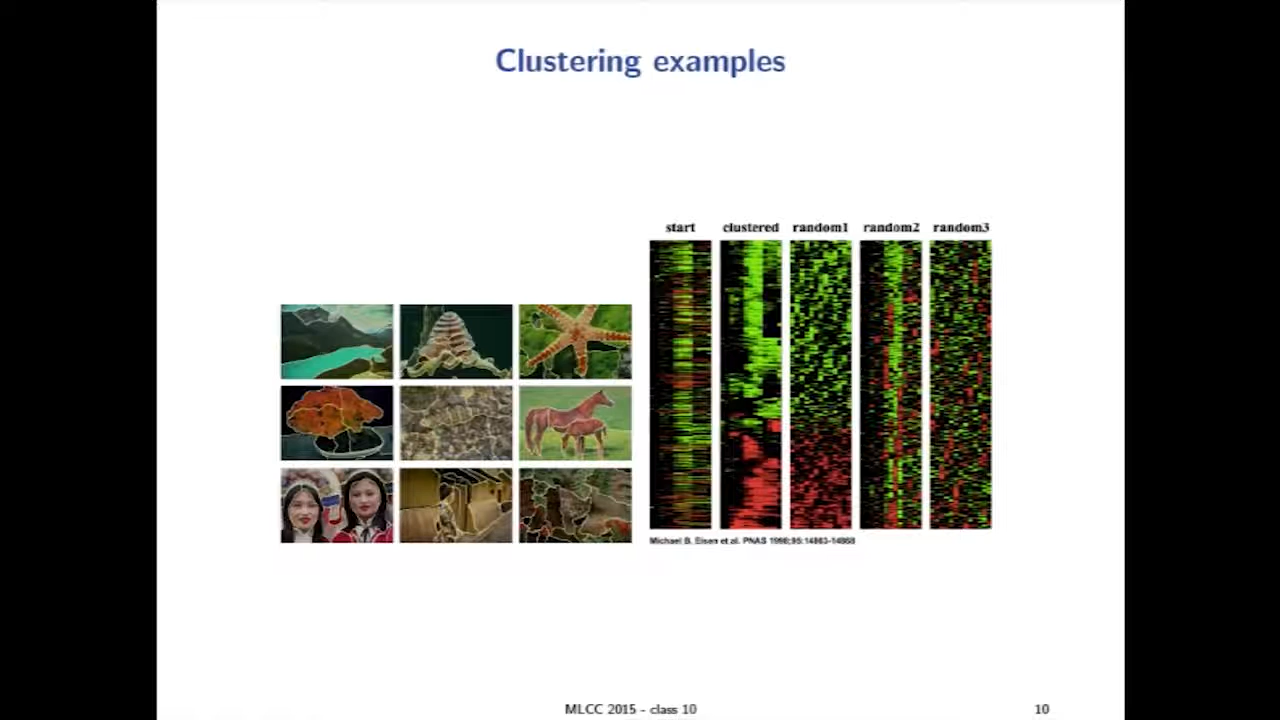 Clustering examples
start clustered random1 random2 random3
Michael B. Eisen et al. PNAS 1998;95:14863-14868
MLCC 2015 - class 10
10